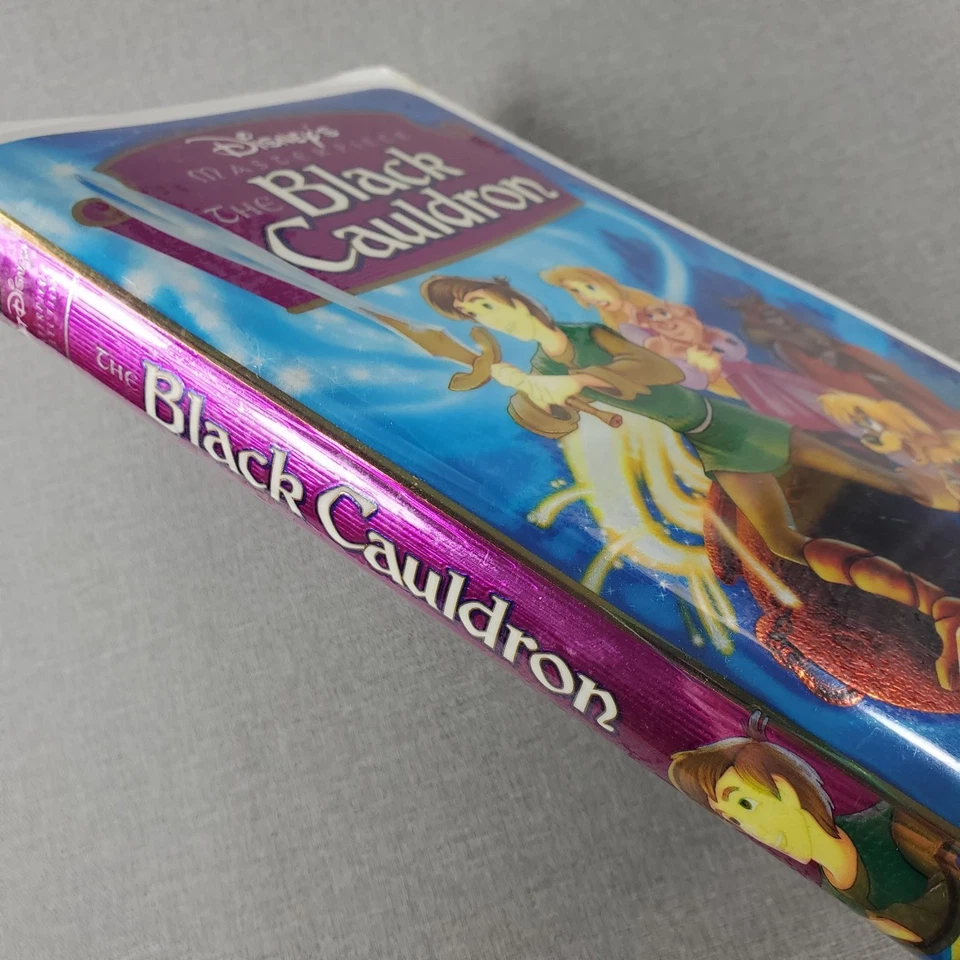 Disney's
MASTERPIECE
THE Black
Cauldron
THE Black Cauldron